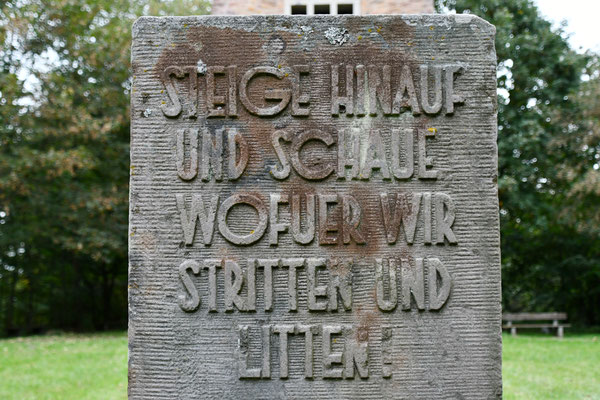 STEIGE HINAUF
UND SCHAUE
WOFUER WIR
STRITTEN UND
LITTEN!